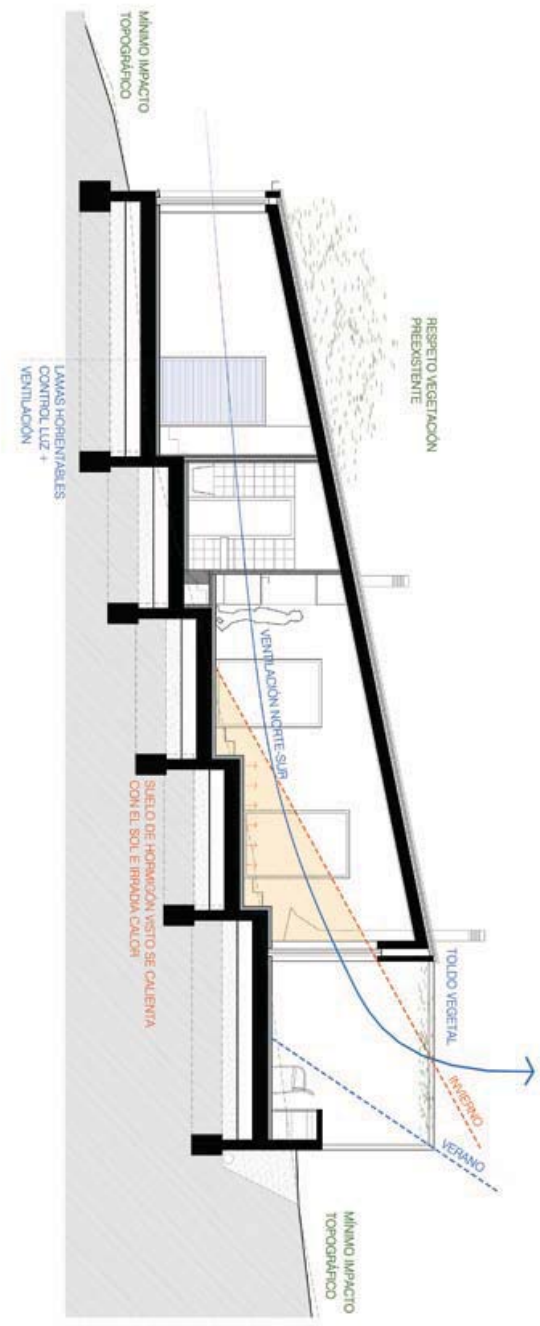 MÍNIMO IMPACTO
TOPOGRÁFICO
RESPETO VEGETACIÓN
PREEXISTENTE
LAMAS HORIENTABLES
CONTROL LUZ +
VENTILACIÓN
VENTILACIÓN NORTE-SUR
SUELO DE HORMIGÓN VISTO SE CALIENTA
CON EL SOL E IRRADIA CALOR
TOLDO VEGETAL
INVIERNO
VERANO
MÍNIMO IMPACTO
TOPOGRÁFICO